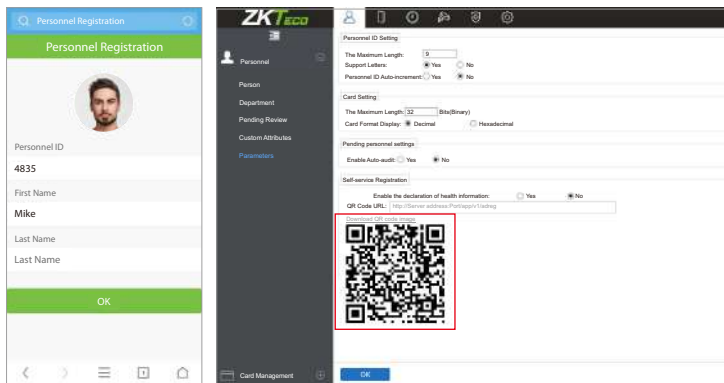 Personnel Registration
Personnel Registration
Personnel ID
4835
First Name
Mike
Last Name
Last Name
OK
ZKTeco
Personnel
Person
Department
Pending Review
Custom Attributes
Parameters
Card Management
Personnel ID Setting
The Maximum Length: 9
Support Letters: Yes No
Personnel ID Auto-increment: Yes No
Card Setting
The Maximum Length: 32 Bits(Binary)
Card Format Display: Decimal Hexadecimal
Pending personnel settings
Enable Auto-audit: Yes No
Self-service Registration
Enable the declaration of health information: Yes No
QR Code URL: http://Server address:Port/app/v1/adreg
Download QR code image
OK